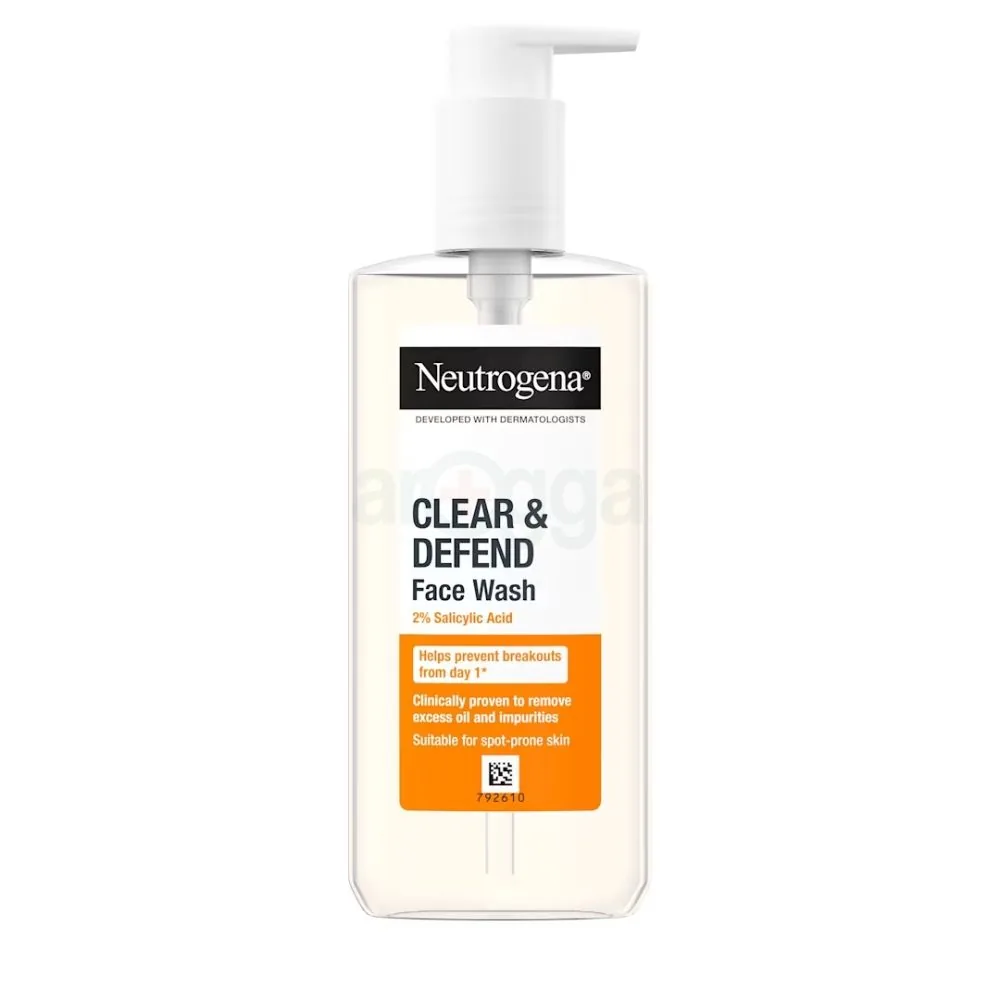 Neutrogena®
DEVELOPED WITH DERMATOLOGISTS
arogga
CLEAR &
DEFEND
Face Wash
2% Salicylic Acid
Helps prevent breakouts
from day 1*
Clinically proven to remove
excess oil and impurities
Suitable for spot-prone skin
792610